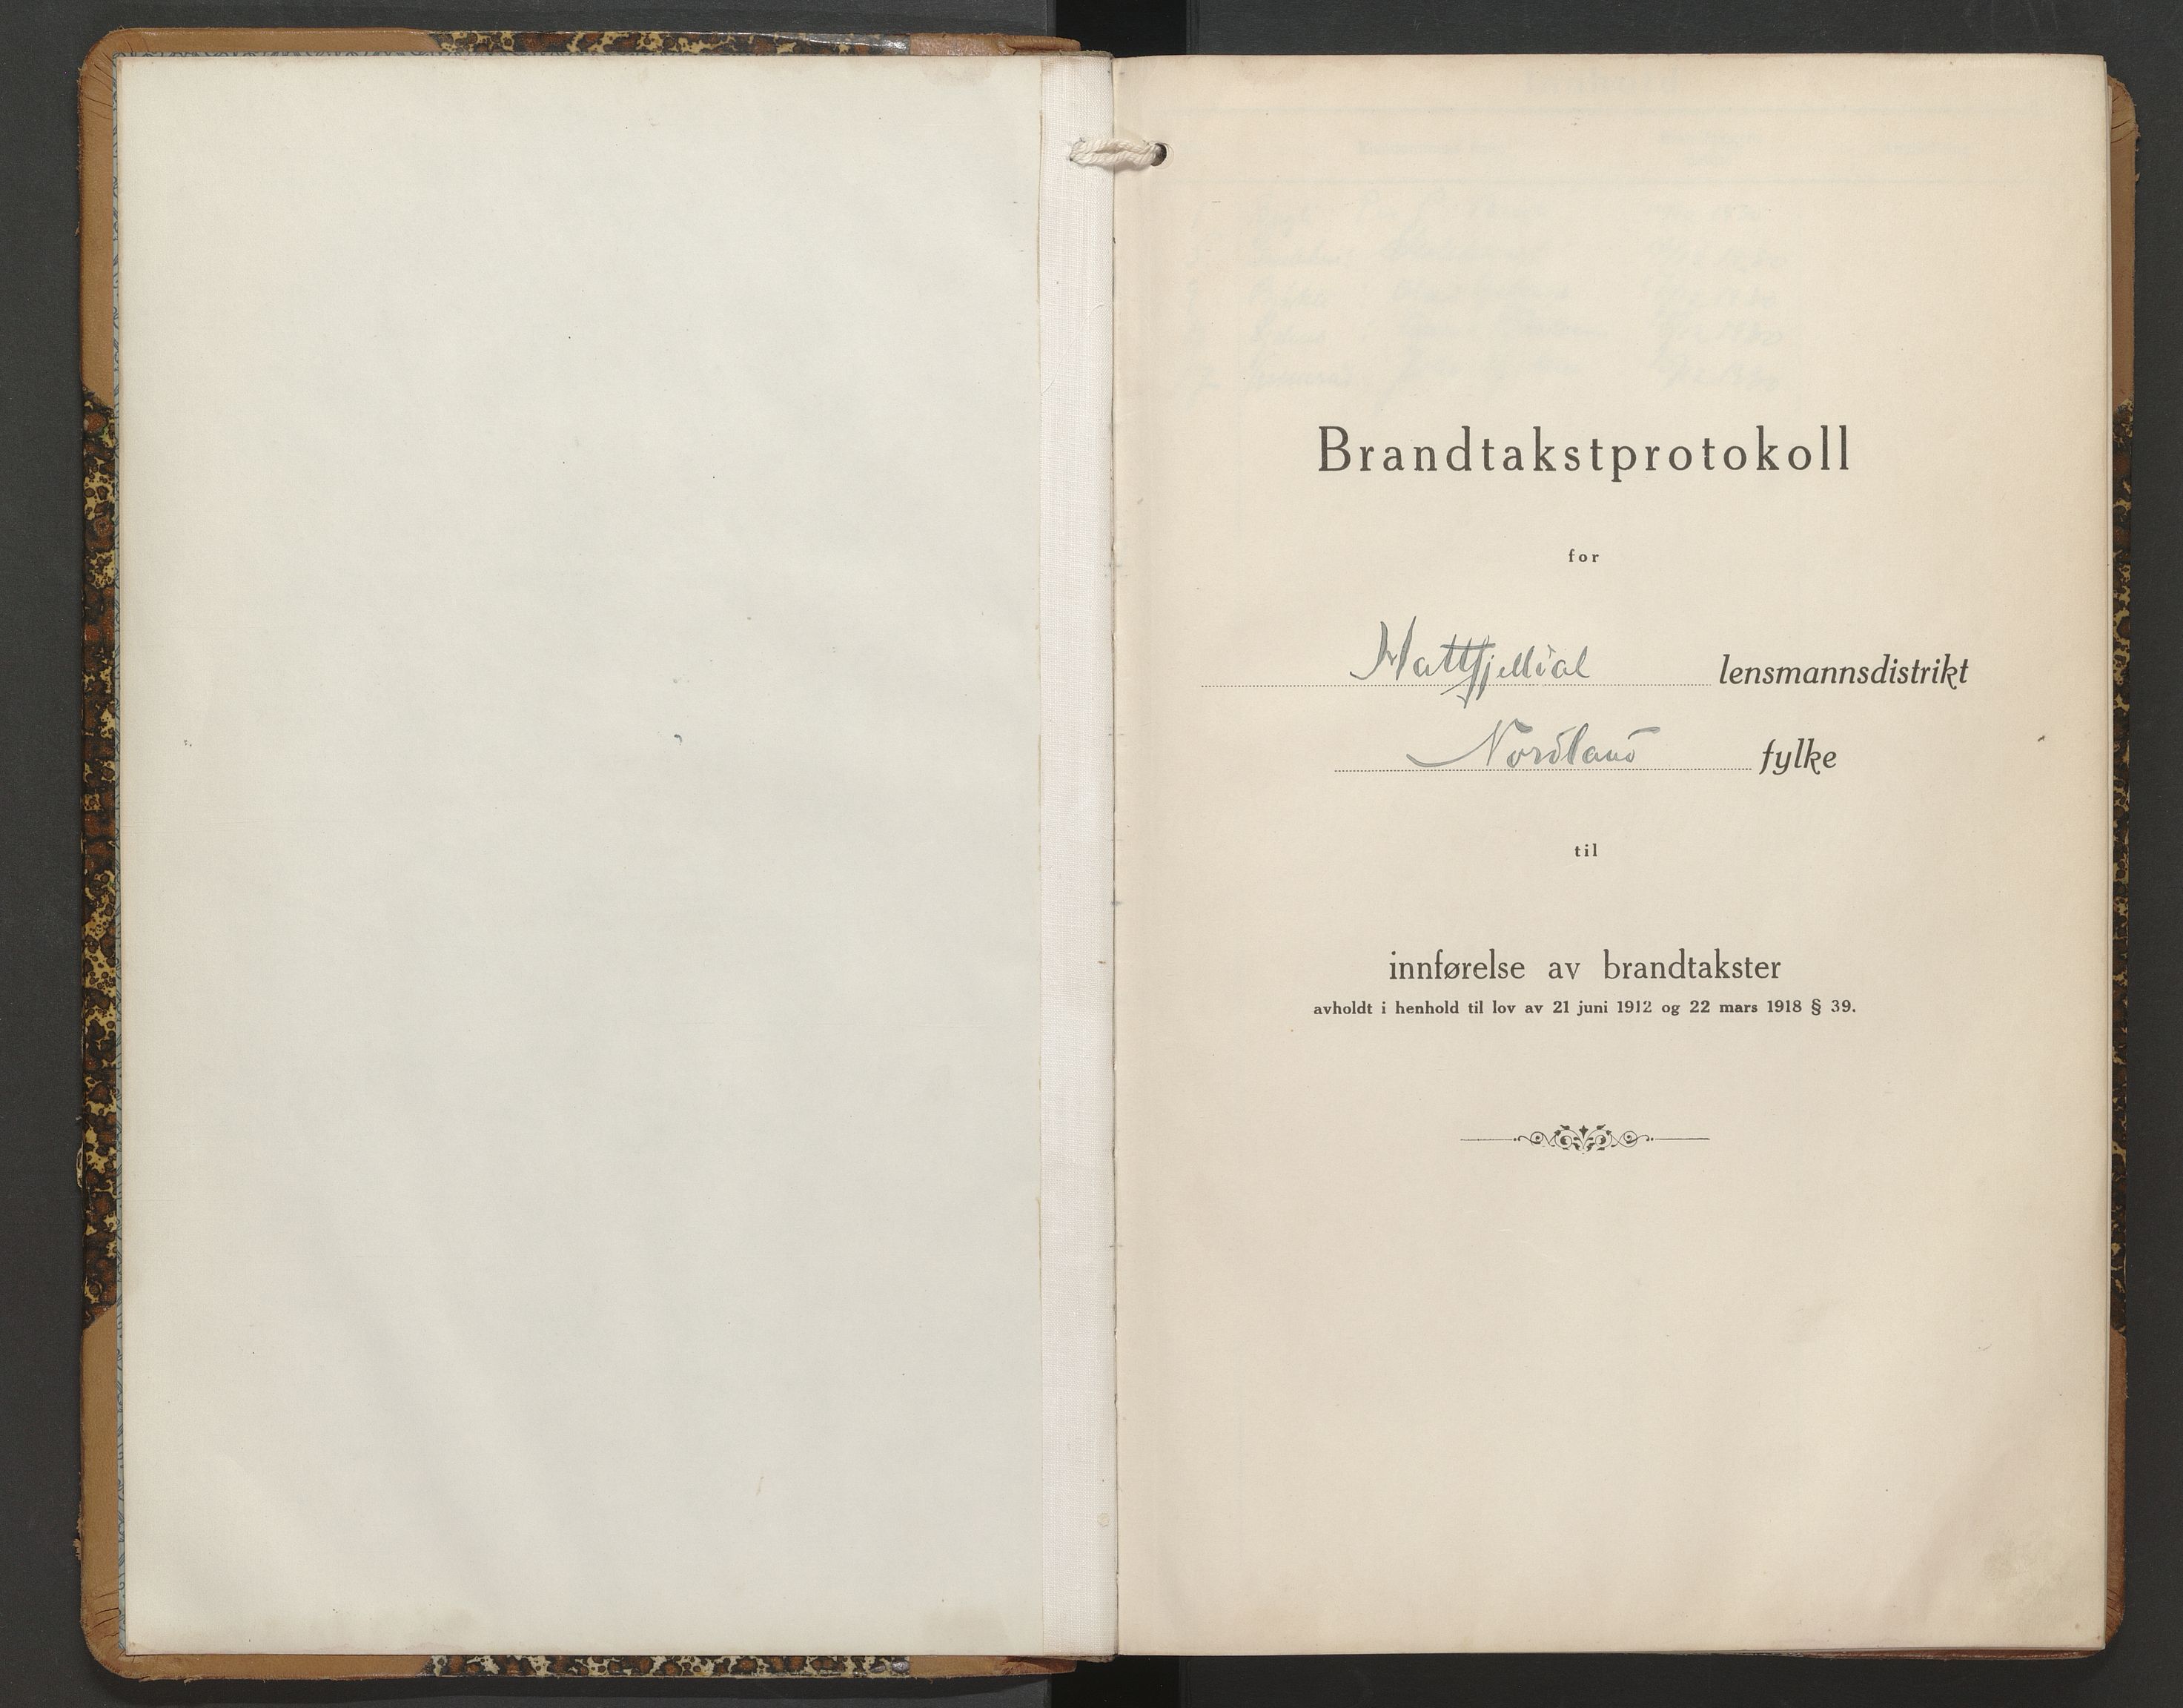 Brandtakstprotokoll
for
Hattfjelldal lensmannsdistrikt
Nordland fylke
til
innførelse av brandtakster
avholdt i henhold til lov av 21 juni 1912 og 22 mars 1918 § 39.